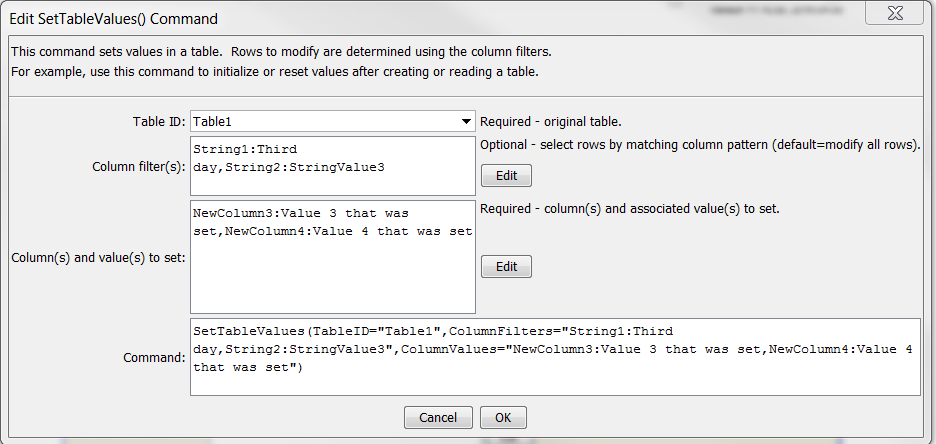 Edit SetTableValues() Command
This command sets values in a table.  Rows to modify are determined using the column filters.
For example, use this command to initialize or reset values after creating or reading a table.
Table ID: Table1 Required - original table.
Column filter(s): String1:Third
day,String2:StringValue3
Optional - select rows by matching column pattern (default=modify all rows).
Edit
Column(s) and value(s) to set: NewColumn3:Value 3 that was
set,NewColumn4:Value 4 that was set
Required - column(s) and associated value(s) to set.
Edit
Command: SetTableValues(TableID="Table1",ColumnFilters="String1:Third
day,String2:StringValue3",ColumnValues="NewColumn3:Value 3 that was set,NewColumn4:Value 4
that was set")
Cancel OK